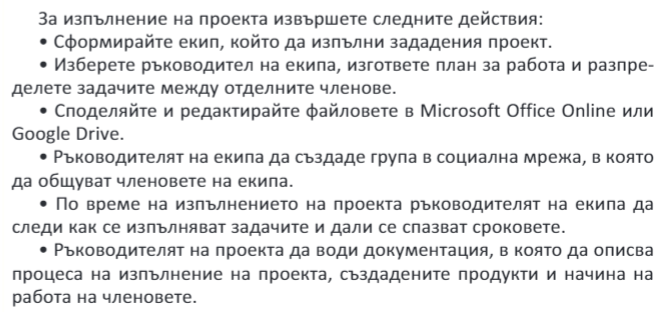 За изпълнение на проекта извършете следните действия:
• Сформирайте екип, който да изпълни зададения проект.
• Изберете ръководител на екипа, изгответе план за работа и разпре-
делете задачите между отделните членове.
• Споделяйте и редактирайте файловете в Microsoft Office Online или
Google Drive.
• Ръководителят на екипа да създаде група в социална мрежа, в която
да общуват членовете на екипа.
• По време на изпълнението на проекта ръководителят на екипа да
следи как се изпълняват задачите и дали се спазват сроковете.
• Ръководителят на проекта да води документация, в която да описва
процеса на изпълнение на проекта, създадените продукти и начина на
работа на членовете.